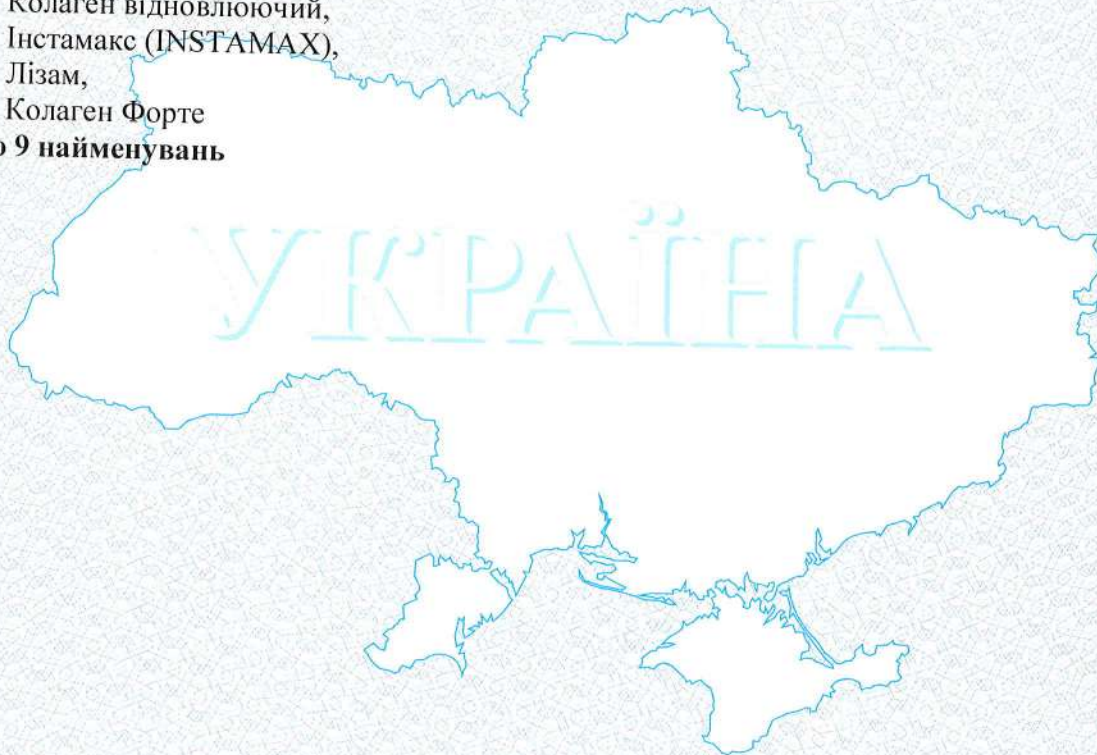 Колаген відновлюючий,
Інстамакс (INSTAMAX),
Лізам,
Колаген Форте
о 9 найменувань
УКРАЇНА